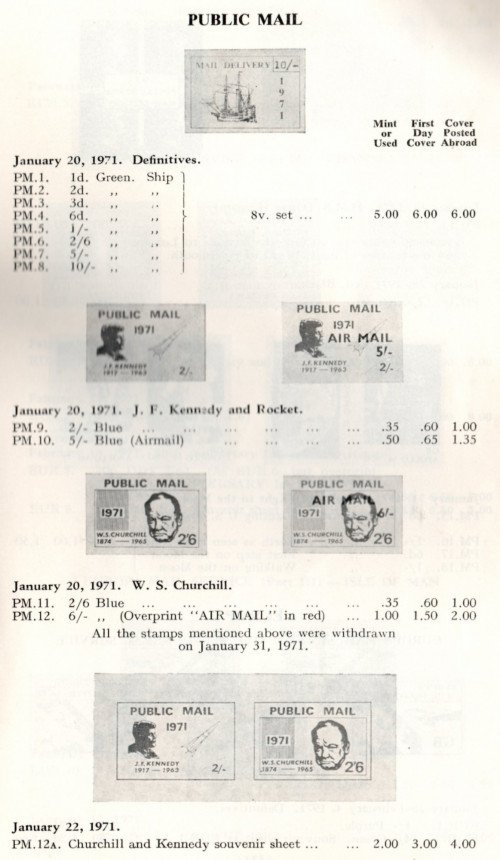 PUBLIC MAIL
MAIL DELIVERY 10/-
1
9
7
1
Mint First Cover
or Day Posted
Used Cover Abroad
January 20, 1971. Definitives.
PM.1. 1d. Green. Ship
PM.2. 2d. ,, ,,
PM.3. 3d. ,, ,,
PM.4. 6d. ,, ,, 8v. set ... ... 5.00 6.00 6.00
PM.5. 1/- ,, ,,
PM.6. 2/6 ,, ,,
PM.7. 5/- ,, ,,
PM.8. 10/- ,, ,,
PUBLIC MAIL
1971
J.F. KENNEDY
1917 — 1963 2/-
PUBLIC MAIL
1971
AIR MAIL
5/-
J.F. KENNEDY
1917 — 1963 2/-
January 20, 1971. J. F. Kennedy and Rocket.
PM.9. 2/- Blue ... ... ... ... ... .35 .60 1.00
PM.10. 5/- Blue (Airmail) ... ... ... ... .50 .65 1.35
PUBLIC MAIL
1971
W.S. CHURCHILL
1874 — 1965 2'6
PUBLIC MAIL
AIR MAIL
1971 6/-
W.S. CHURCHILL
1874 — 1965 2'6
January 20, 1971. W. S. Churchill.
PM.11. 2/6 Blue ... ... ... ... ... .35 .60 1.00
PM.12. 6/- ,, (Overprint "AIR MAIL" in red) ... 1.00 1.50 2.00
All the stamps mentioned above were withdrawn
on January 31, 1971.
PUBLIC MAIL
1971
J.F. KENNEDY
1917 — 1963 2/-
PUBLIC MAIL
1971
W.S. CHURCHILL
1874 — 1965 2'6
January 22, 1971.
PM.12A. Churchill and Kennedy souvenir sheet ... ... 2.00 3.00 4.00